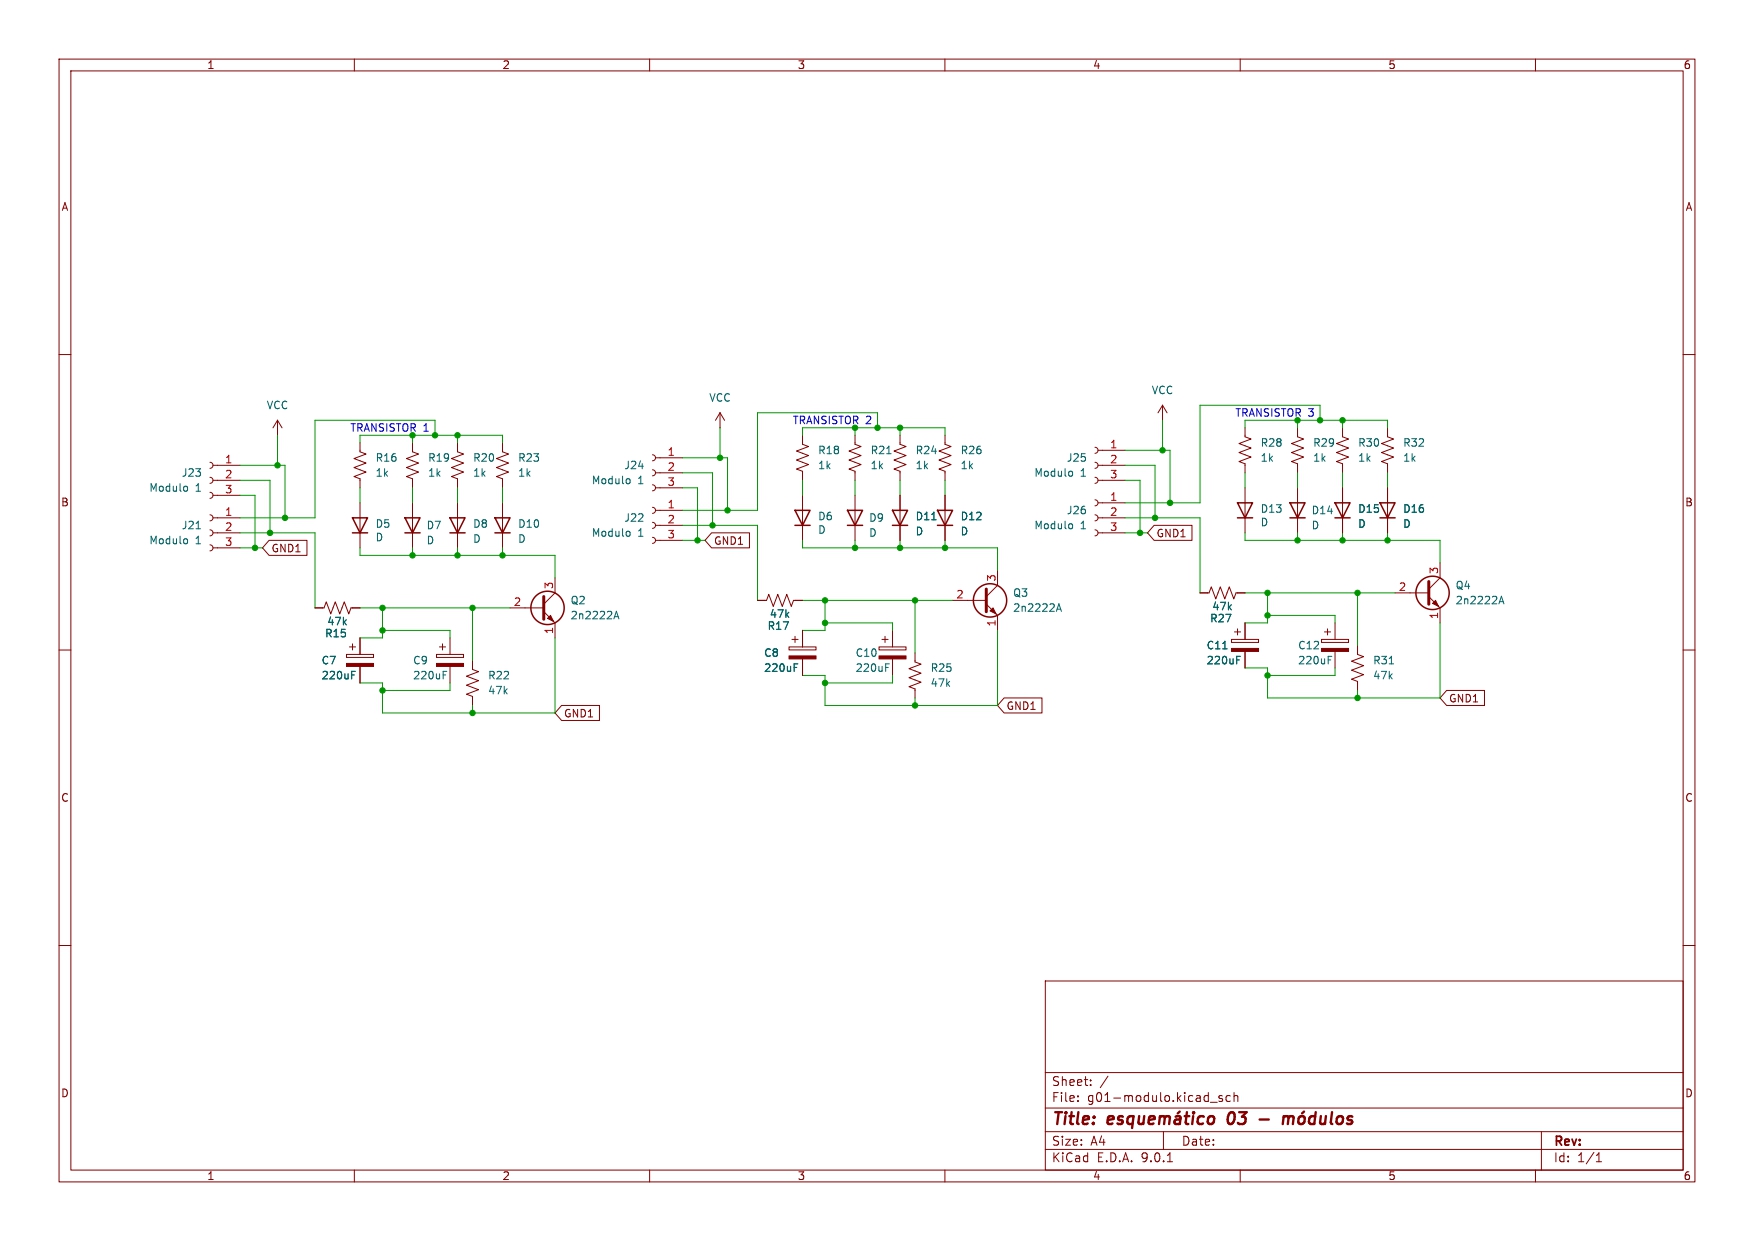 1 2 3 4 5 6
A A
B B
C C
D D
VCC
TRANSISTOR 1
J23
Modulo 1
1
2
3
J21
Modulo 1
1
2
3
GND1
R16
1k
R19
1k
R20
1k
R23
1k
D5
D
D7
D
D8
D
D10
D
47k
R15
2
3
1
Q2
2n2222A
+
C7
220uF
+
C9
220uF
R22
47k
GND1
VCC
TRANSISTOR 2
J24
Modulo 1
1
2
3
J22
Modulo 1
1
2
3
GND1
R18
1k
R21
1k
R24
1k
R26
1k
D6
D
D9
D
D11
D
D12
D
47k
R17
2
3
1
Q3
2n2222A
+
C8
220uF
+
C10
220uF
R25
47k
GND1
VCC
TRANSISTOR 3
J25
Modulo 1
1
2
3
J26
Modulo 1
1
2
3
GND1
R28
1k
R29
1k
R30
1k
R32
1k
D13
D
D14
D
D15
D
D16
D
47k
R27
2
3
1
Q4
2n2222A
+
C11
220uF
+
C12
220uF
R31
47k
GND1
Sheet: /
File: g01-modulo.kicad_sch
Title: esquemático 03 - módulos
Size: A4 Date: Rev:
KiCad E.D.A. 9.0.1 Id: 1/1
1 2 3 4 5 6